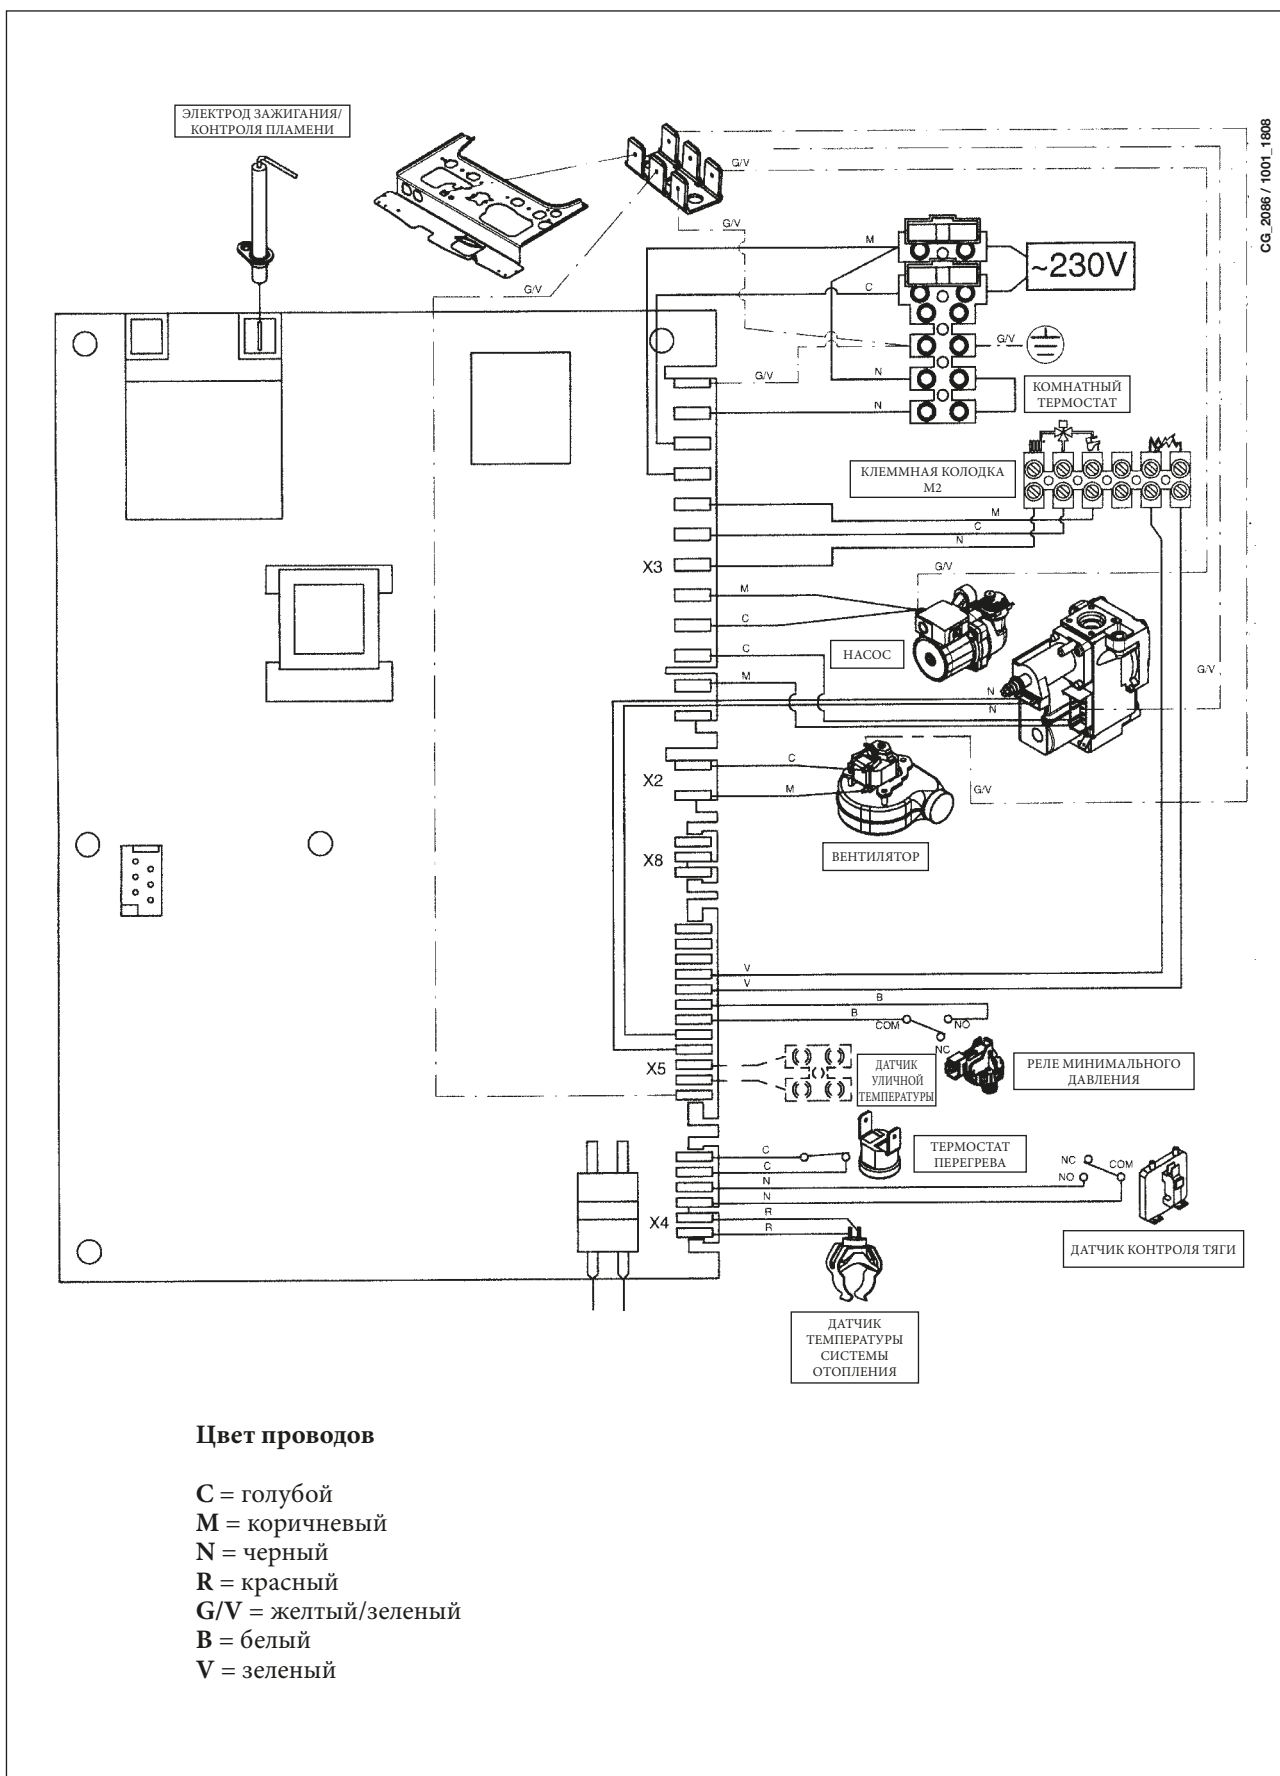 CG_2086 / 1001_1808
ЭЛЕКТРОД ЗАЖИГАНИЯ/
КОНТРОЛЯ ПЛАМЕНИ
G/V
G/V
G/V
M
~230V
C
G/V
G/V
N
N
КОМНАТНЫЙ
ТЕРМОСТАТ
КЛЕММНАЯ КОЛОДКА
M2
M
C
N
X3
G/V
M
C
НАСОС
C
M
N
N
G/V
X2
C
M
G/V
X8
ВЕНТИЛЯТОР
V
V
B
B
COM
NO
NC
X5
ДАТЧИК
УЛИЧНОЙ
ТЕМПЕРАТУРЫ
РЕЛЕ МИНИМАЛЬНОГО
ДАВЛЕНИЯ
C
C
N
N
R
R
X4
ТЕРМОСТАТ
ПЕРЕГРЕВА
NC
COM
NO
ДАТЧИК КОНТРОЛЯ ТЯГИ
ДАТЧИК
ТЕМПЕРАТУРЫ
СИСТЕМЫ
ОТОПЛЕНИЯ
Цвет проводов
C = голубой
M = коричневый
N = черный
R = красный
G/V = желтый/зеленый
B = белый
V = зеленый